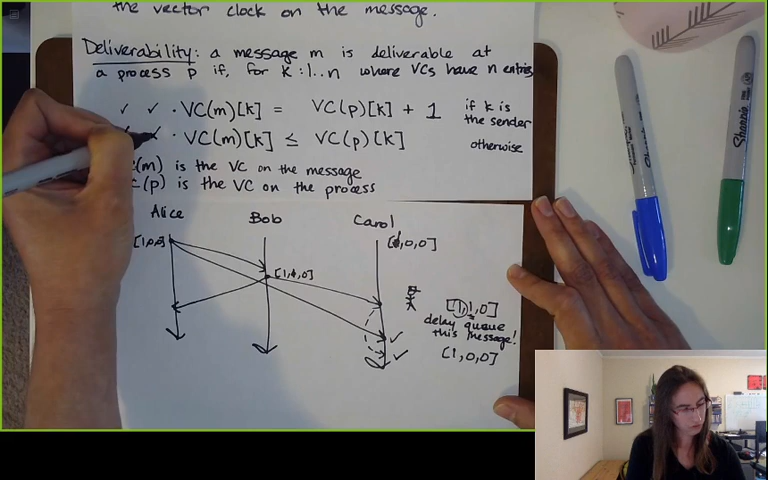 the vector clock on the message.
Deliverability: a message m is deliverable at
a process p if, for k : 1..n where VCs have n entries
✓ ✓ · VC(m)[k] = VC(p)[k] + 1 if k is
the sender
✓ · VC(m)[k] ≤ VC(p)[k] otherwise
(m) is the VC on the message
(p) is the VC on the process
Alice Bob Carol
[1,0,0] [0,0]
[1,0]
[1,1,0]
delay queue
this message!
✓
✓ [1,0,0]
Sharpie